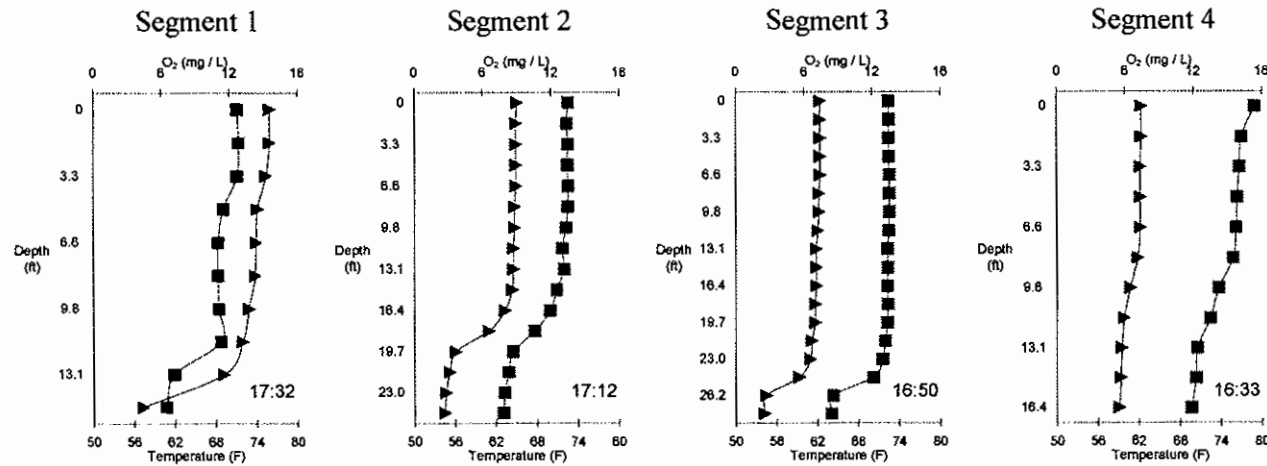 Segment 1
O₂ (mg / L)
0 6 12 18
0
3.3
6.6
Depth
(ft)
9.8
13.1
17:32
50 56 62 68 74 80
Temperature (F)
Segment 2
O₂ (mg / L)
0 6 12 18
0
3.3
6.6
9.8
Depth
(ft)
13.1
16.4
19.7
23.0
17:12
50 56 62 68 74 80
Temperature (F)
Segment 3
O₂ (mg / L)
0 6 12 18
0
3.3
6.6
9.8
Depth
(ft)
13.1
16.4
19.7
23.0
26.2
16:50
50 56 62 68 74 80
Temperature (F)
Segment 4
O₂ (mg / L)
0 6 12 18
0
3.3
6.6
Depth
(ft)
9.8
13.1
16.4
16:33
50 56 62 68 74 80
Temperature (F)